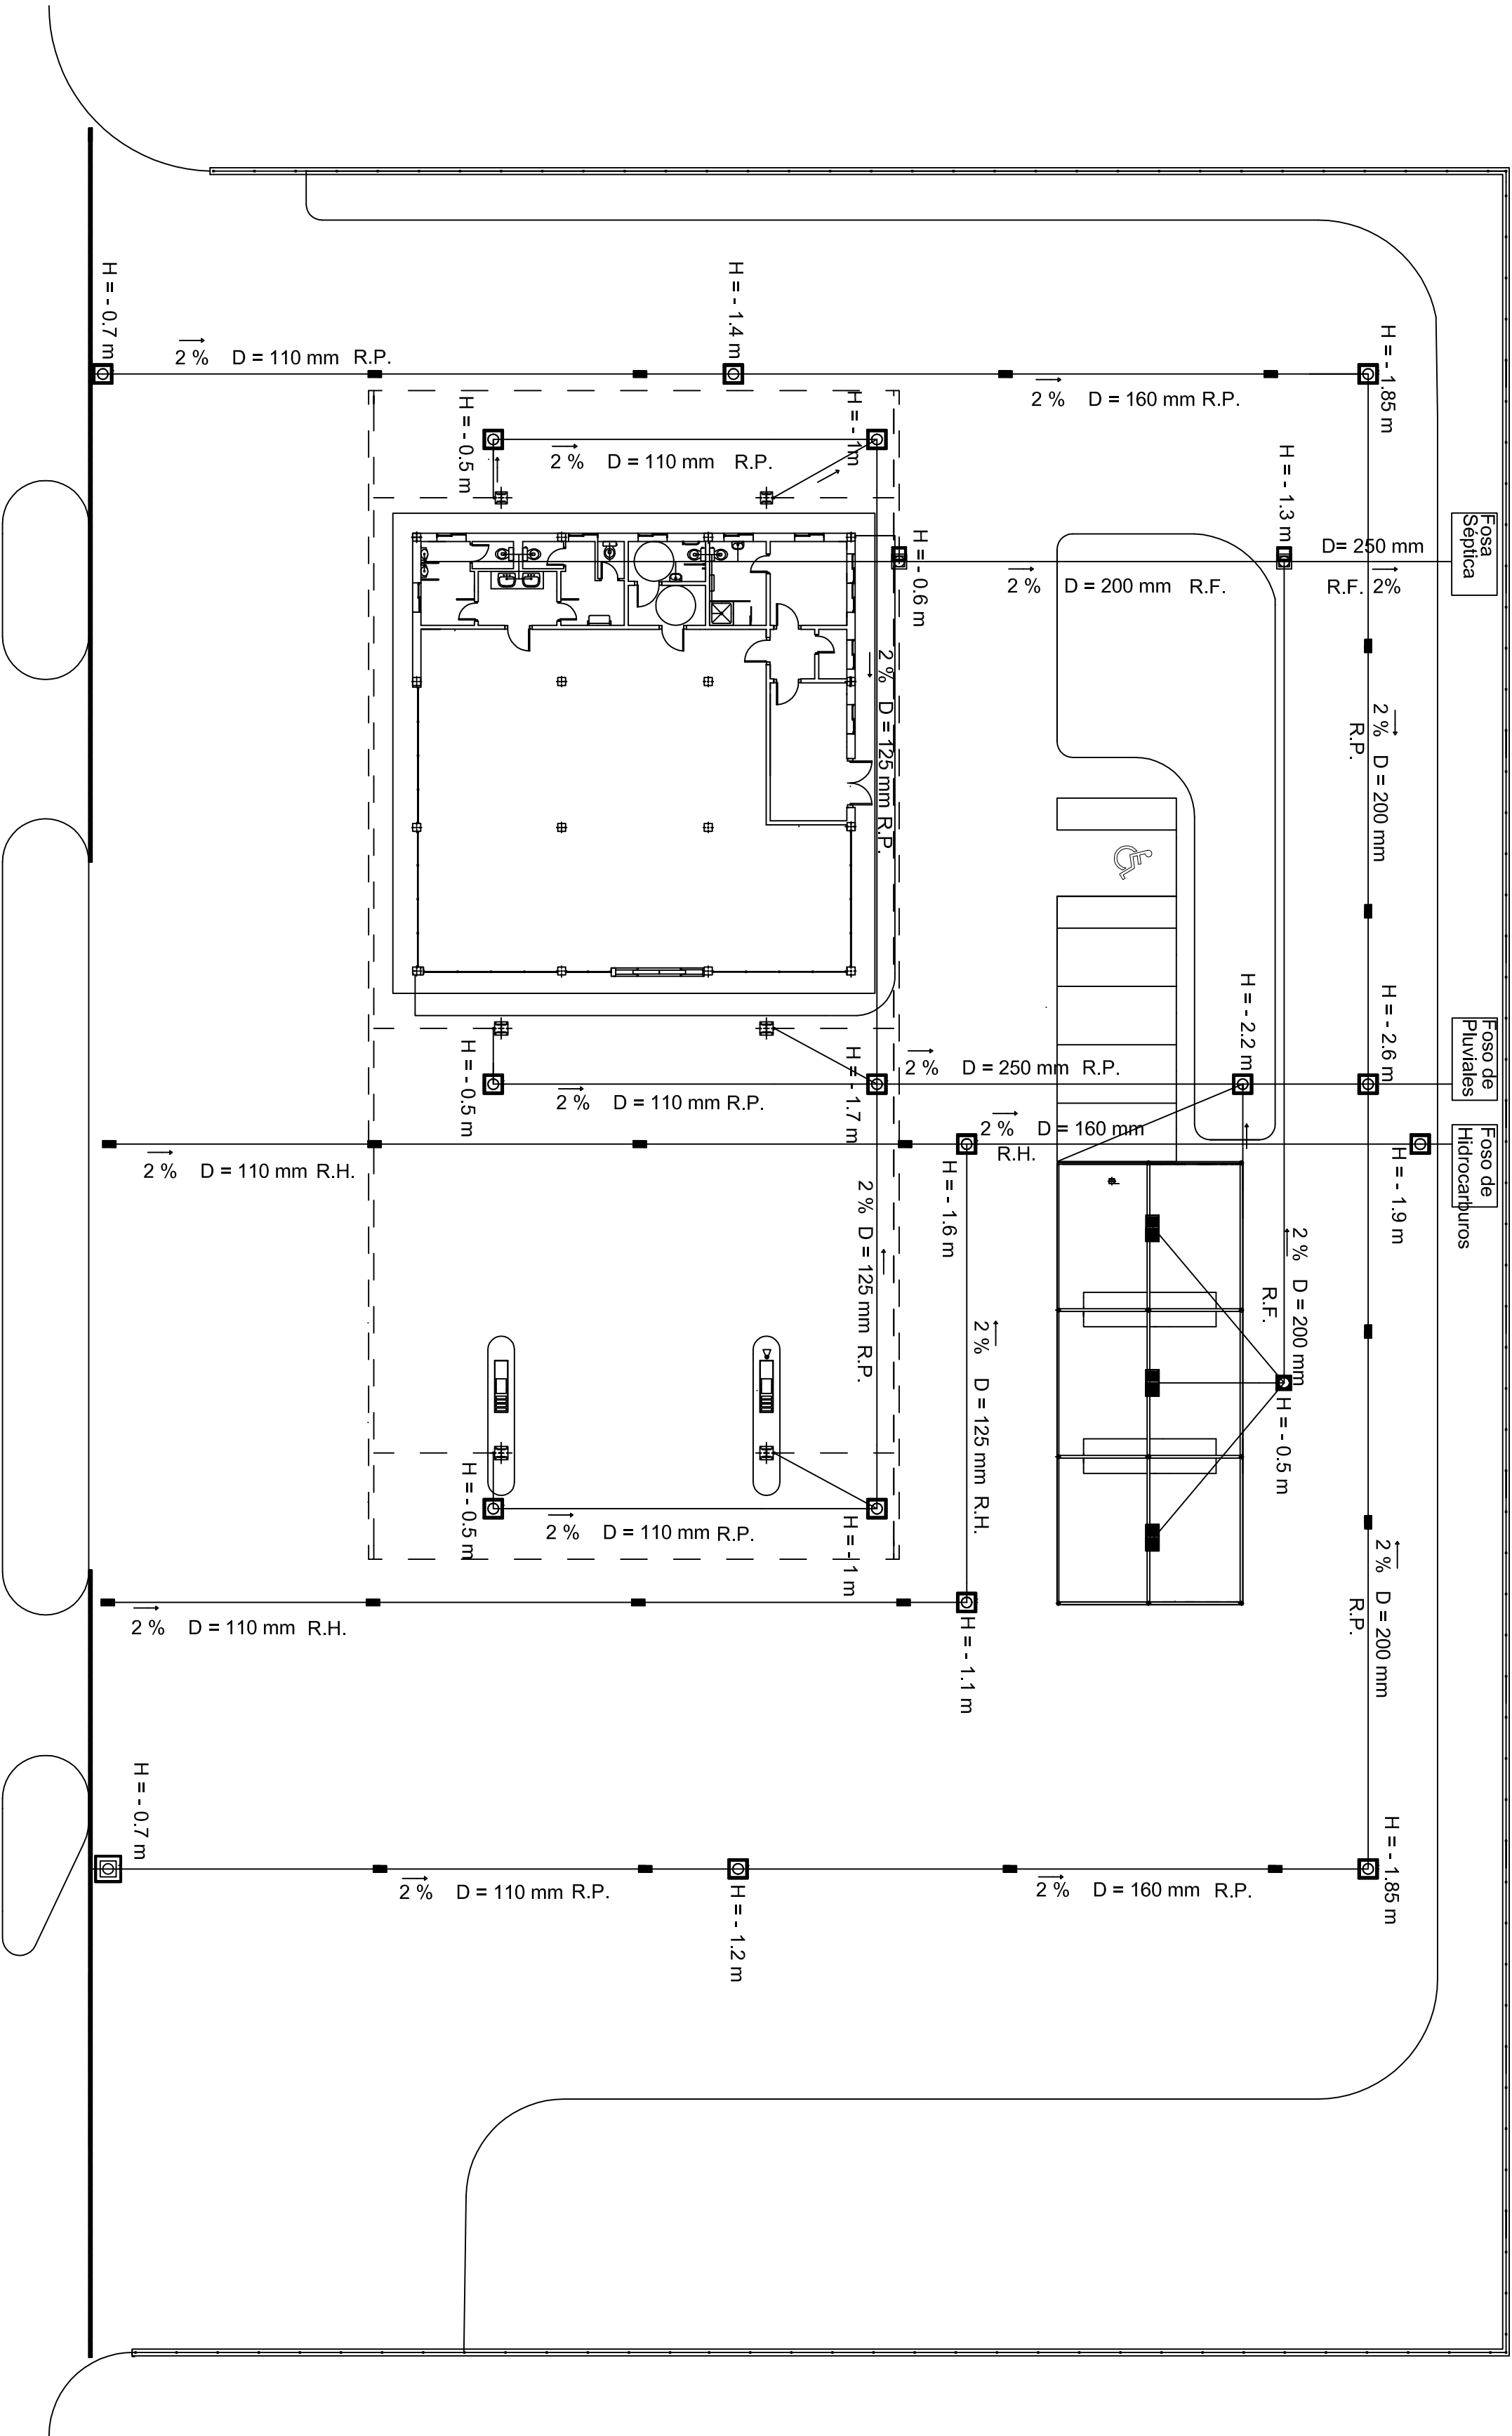 H = - 0.7 m
H = - 1.4 m
H = - 1.85 m
2 % D = 110 mm R.P.
2 % D = 160 mm R.P.
H = - 0.5 m
H = - 1m
2 % D = 110 mm R.P.
H = - 1.3 m
Fosa
Séptica
D= 250 mm
R.F. 2%
H = - 0.6 m
2 % D = 200 mm R.F.
2 % D = 125 mm R.P.
2 % D = 200 mm
R.P.
H = - 2.2 m
H = - 2.6 m
Foso de
Pluviales
H = - 0.5 m
H = - 1.7 m
2 % D = 250 mm R.P.
2 % D = 110 mm R.P.
2 % D = 160 mm
R.H.
Foso de
Hidrocarburos
2 % D = 110 mm R.H.
H = - 1.6 m
H = - 1.9 m
2 % D = 125 mm R.P.
2 % D = 200 mm
R.F.
2 % D = 125 mm R.H.
H = - 0.5 m
H = - 0.5 m
H = - 1 m
2 % D = 110 mm R.P.
2 % D = 200 mm
R.P.
2 % D = 110 mm R.H.
H = - 1.1 m
H = - 0.7 m
H = - 1.85 m
2 % D = 110 mm R.P.
2 % D = 160 mm R.P.
H = - 1.2 m